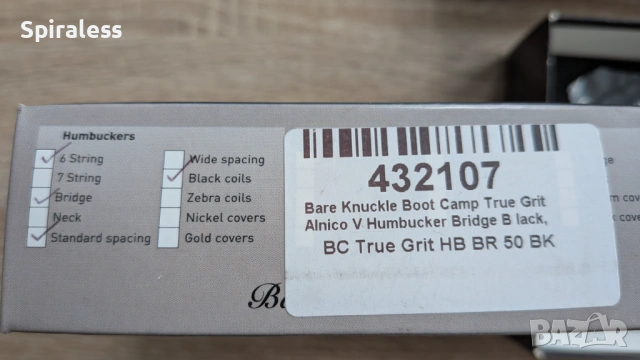 Spiraless
Humbuckers
6 String
7 String
Bridge
Neck
Standard spacing
Wide spacing
Black coils
Zebra coils
Nickel covers
Gold covers
432107
Bare Knuckle Boot Camp True Grit
Alnico V Humbucker Bridge B lack,
BC True Grit HB BR 50 BK
BAZAR